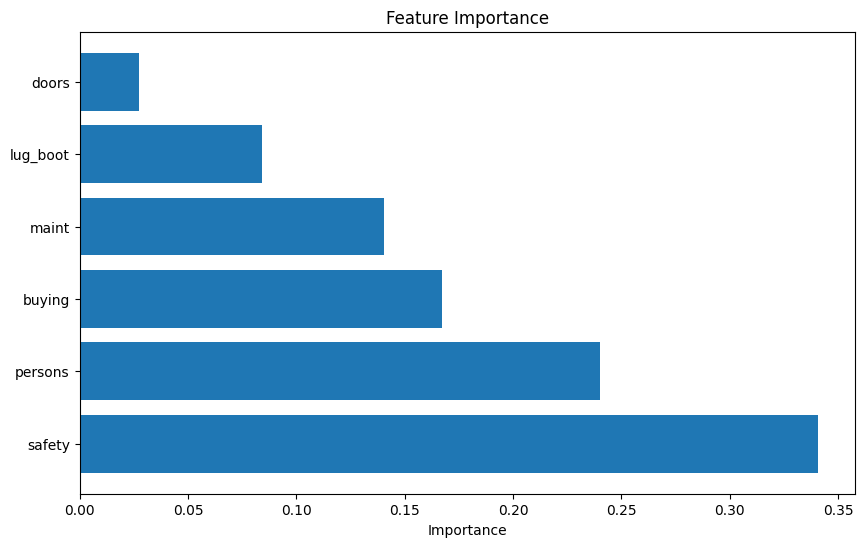 Feature Importance
doors
lug_boot
maint
buying
persons
safety
0.00 0.05 0.10 0.15 0.20 0.25 0.30 0.35
Importance